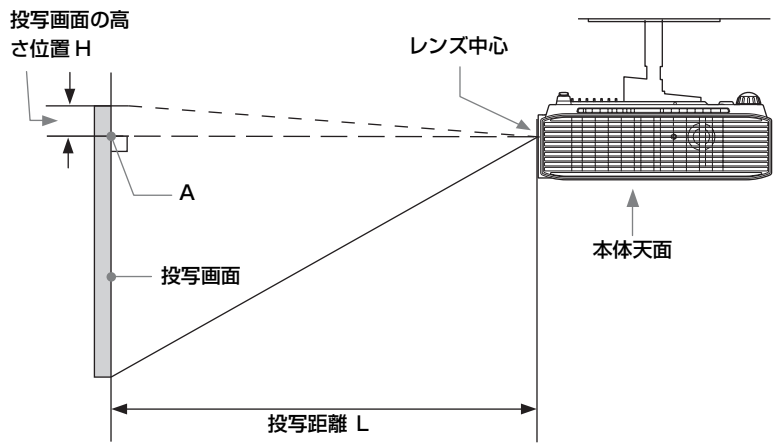 投写画面の高
さ位置 H
レンズ中心
A
本体天面
投写画面
投写距離 L